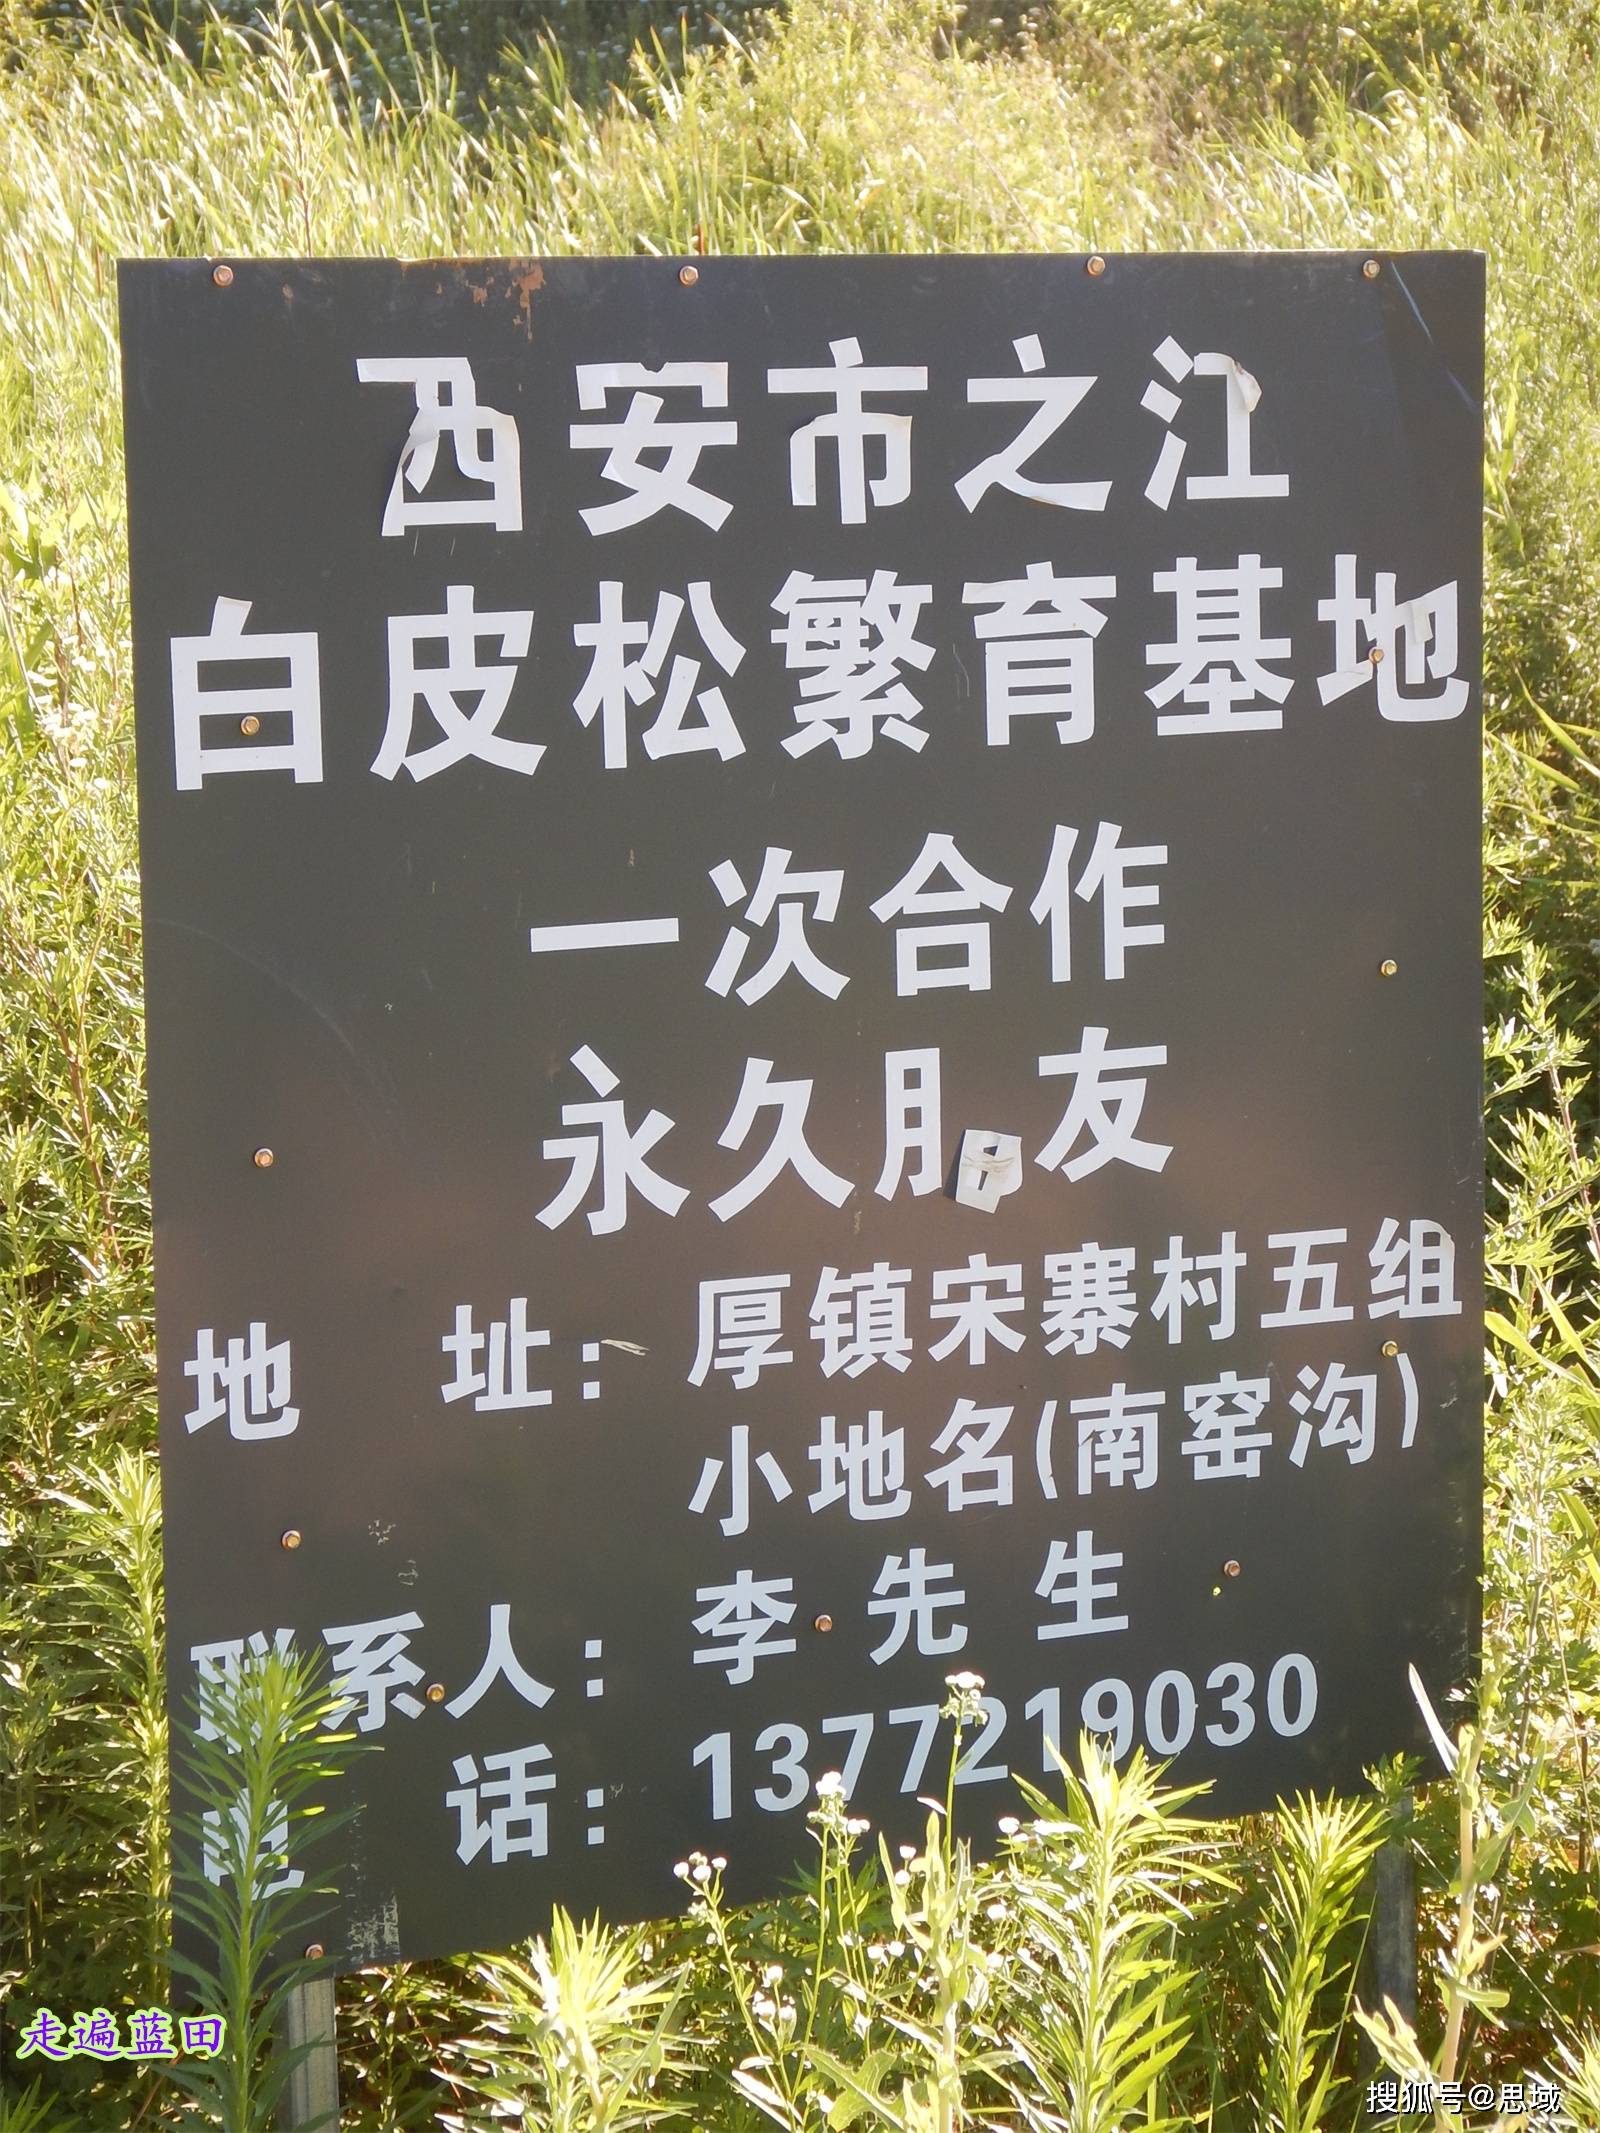 西安市之江
白皮松繁育基地
一次合作
永久朋友
地 址：厚镇宋寨村五组
小地名(南窑沟)
联系人：李先生
电 话：1377219030
走遍蓝田
搜狐号@思域